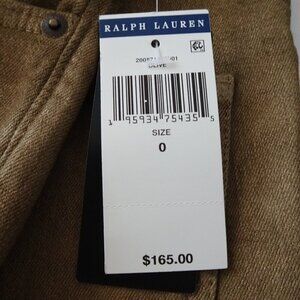 RALPH LAUREN
OLIVE
1 95934 75435 5
SIZE
0
$165.00